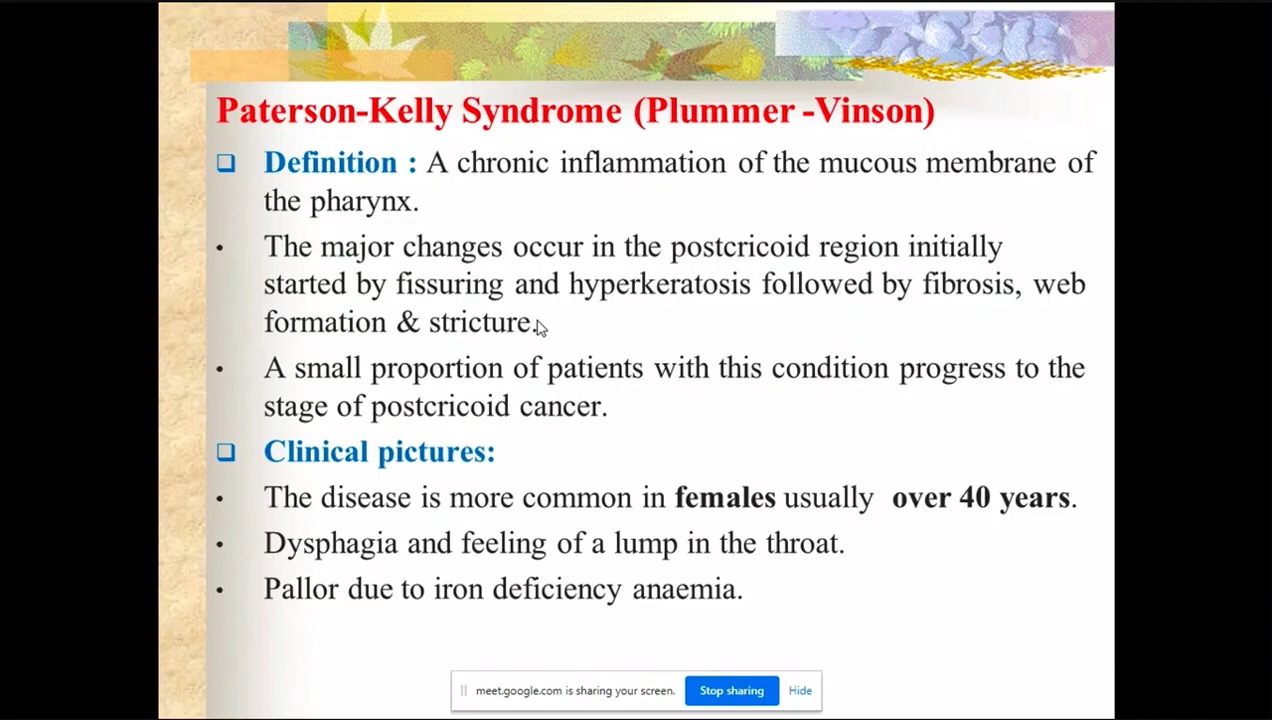 Paterson-Kelly Syndrome (Plummer -Vinson)
❑ Definition : A chronic inflammation of the mucous membrane of
the pharynx.
• The major changes occur in the postcricoid region initially
started by fissuring and hyperkeratosis followed by fibrosis, web
formation & stricture.
• A small proportion of patients with this condition progress to the
stage of postcricoid cancer.
❑ Clinical pictures:
• The disease is more common in females usually over 40 years.
• Dysphagia and feeling of a lump in the throat.
• Pallor due to iron deficiency anaemia.
meet.google.com is sharing your screen. Stop sharing Hide